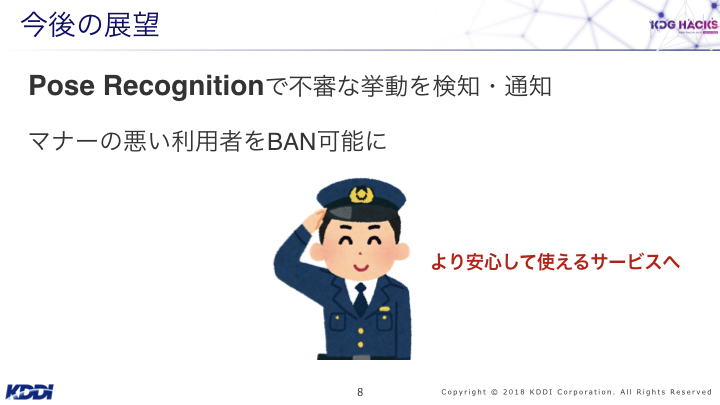 今後の展望
KDG HACKS
Pose Recognitionで不審な挙動を検知・通知
マナーの悪い利用者をBAN可能に
より安心して使えるサービスへ
KDDI
8
Copyright © 2018 KDDI Corporation. All Rights Reserved